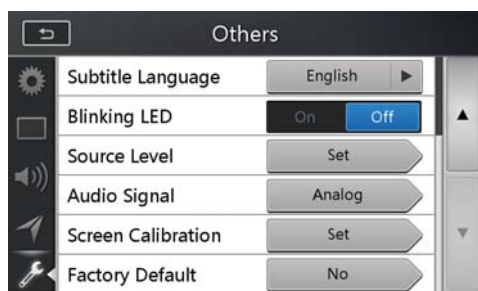 Others
Subtitle Language English
Blinking LED On Off
Source Level Set
Audio Signal Analog
Screen Calibration Set
Factory Default No